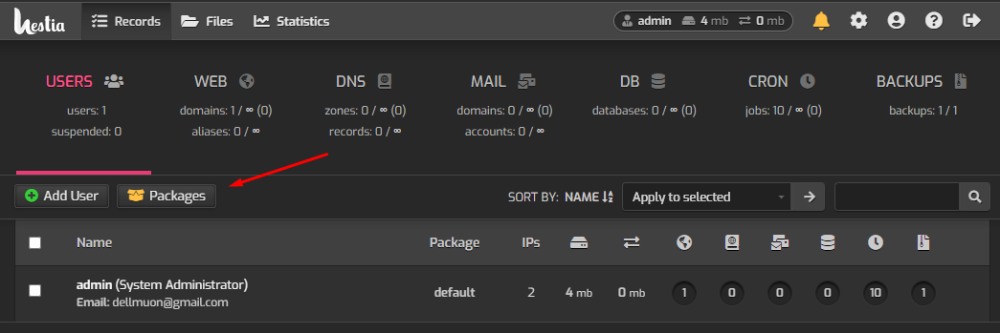 Hestia Records Files Statistics admin 4 mb 0 mb
USERS WEB DNS MAIL DB CRON BACKUPS
users: 1 domains: 1 / ∞ (0) zones: 0 / ∞ (0) domains: 0 / ∞ (0) databases: 0 / ∞ (0) jobs: 10 / ∞ (0) backups: 1 / 1
suspended: 0 aliases: 0 / ∞ records: 0 / ∞ accounts: 0 / ∞
Add User Packages SORT BY: NAME Apply to selected
Name Package IPs
admin (System Administrator) default 2 4 mb 0 mb 1 0 0 0 10 1
Email: dellmuon@gmail.com